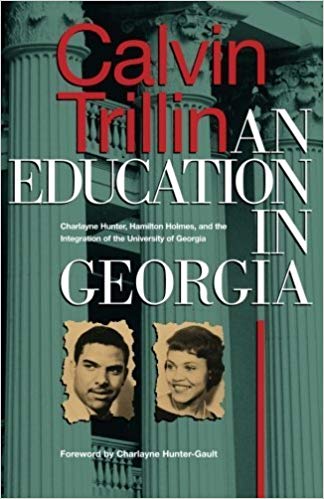 Calvin
Trillin
AN
EDUCATION
IN
GEORGIA
Charlayne Hunter, Hamilton Holmes, and the
Integration of the University of Georgia
Foreword by Charlayne Hunter-Gault